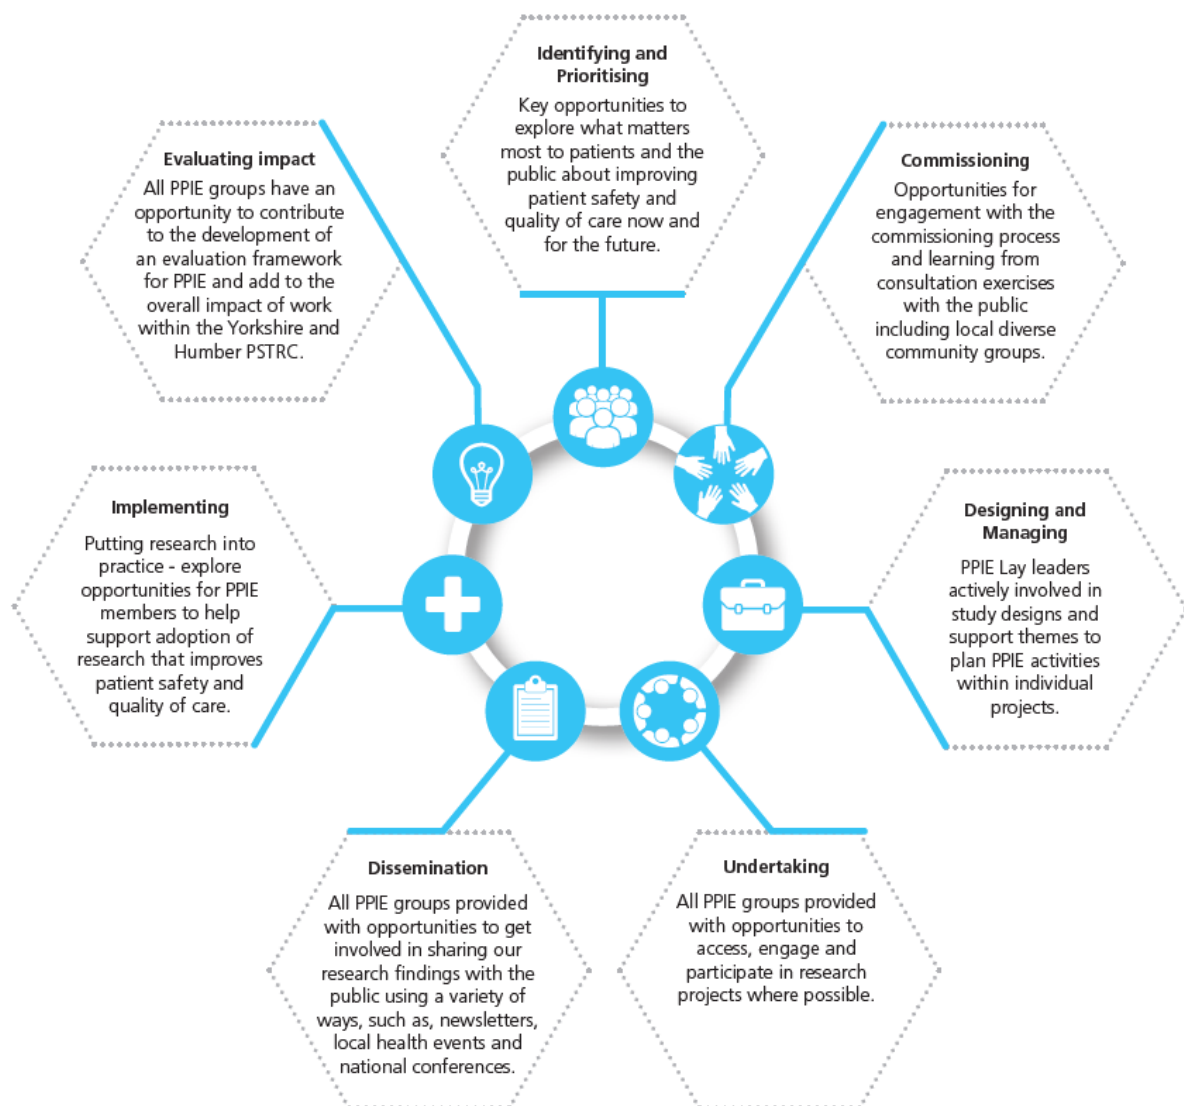 Identifying and
Prioritising
Key opportunities to
explore what matters
most to patients and the
public about improving
patient safety and
quality of care now and
for the future.
Commissioning
Opportunities for
engagement with the
commissioning process
and learning from
consultation exercises
with the public
including local diverse
community groups.
Designing and
Managing
PPIE Lay leaders
actively involved in
study designs and
support themes to
plan PPIE activities
within individual
projects.
Undertaking
All PPIE groups provided
with opportunities to
access, engage and
participate in research
projects where possible.
Dissemination
All PPIE groups provided
with opportunities to get
involved in sharing our
research findings with the
public using a variety of
ways, such as, newsletters,
local health events and
national conferences.
Implementing
Putting research into
practice - explore
opportunities for PPIE
members to help
support adoption of
research that improves
patient safety and
quality of care.
Evaluating impact
All PPIE groups have an
opportunity to contribute
to the development of
an evaluation framework
for PPIE and add to the
overall impact of work
within the Yorkshire and
Humber PSTRC.